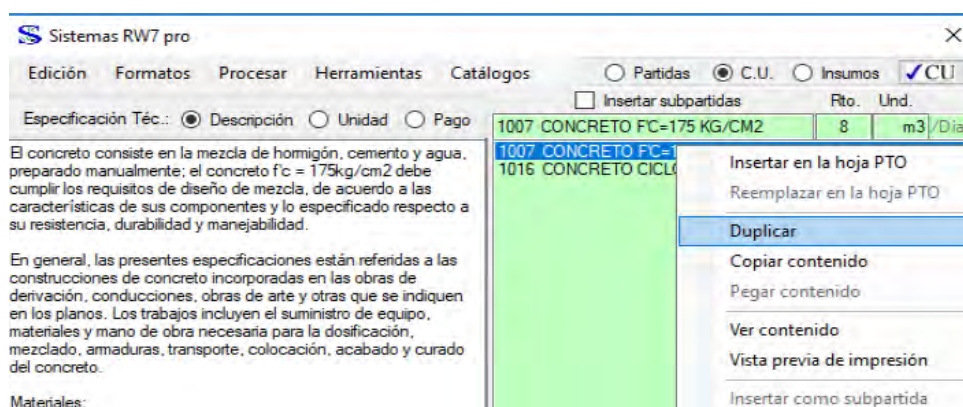 Sistemas RW7 pro
Edición Formatos Procesar Herramientas Catálogos
Partidas C.U. Insumos ✓CU
Insertar subpartidas Rto. Und.
Especificación Téc.: Descripción Unidad Pago
1007 CONCRETO F'C=175 KG/CM2 8 m3 /Dia
El concreto consiste en la mezcla de hormigón, cemento y agua,
preparado manualmente; el concreto f'c = 175kg/cm2 debe
cumplir los requisitos de diseño de mezcla, de acuerdo a las
características de sus componentes y lo especificado respecto a
su resistencia, durabilidad y manejabilidad.
En general, las presentes especificaciones están referidas a las
construcciones de concreto incorporadas en las obras de
derivación, conducciones, obras de arte y otras que se indiquen
en los planos. Los trabajos incluyen el suministro de equipo,
materiales y mano de obra necesaria para la dosificación,
mezclado, armaduras, transporte, colocación, acabado y curado
del concreto.
Materiales:
1007 CONCRETO F'C=1
1016 CONCRETO CICL
Insertar en la hoja PTO
Reemplazar en la hoja PTO
Duplicar
Copiar contenido
Pegar contenido
Ver contenido
Vista previa de impresión
Insertar como subpartida